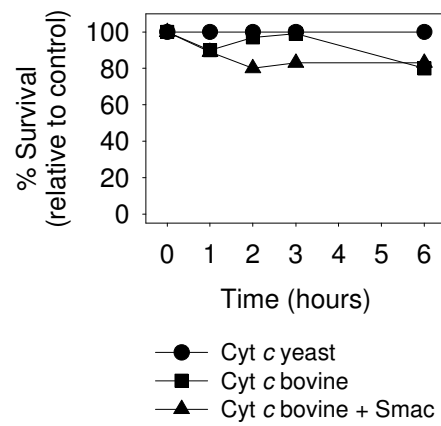 % Survival
(relative to control)
100
80
60
40
20
0
0 1 2 3 4 5 6
Time (hours)
Cyt c yeast
Cyt c bovine
Cyt c bovine + Smac